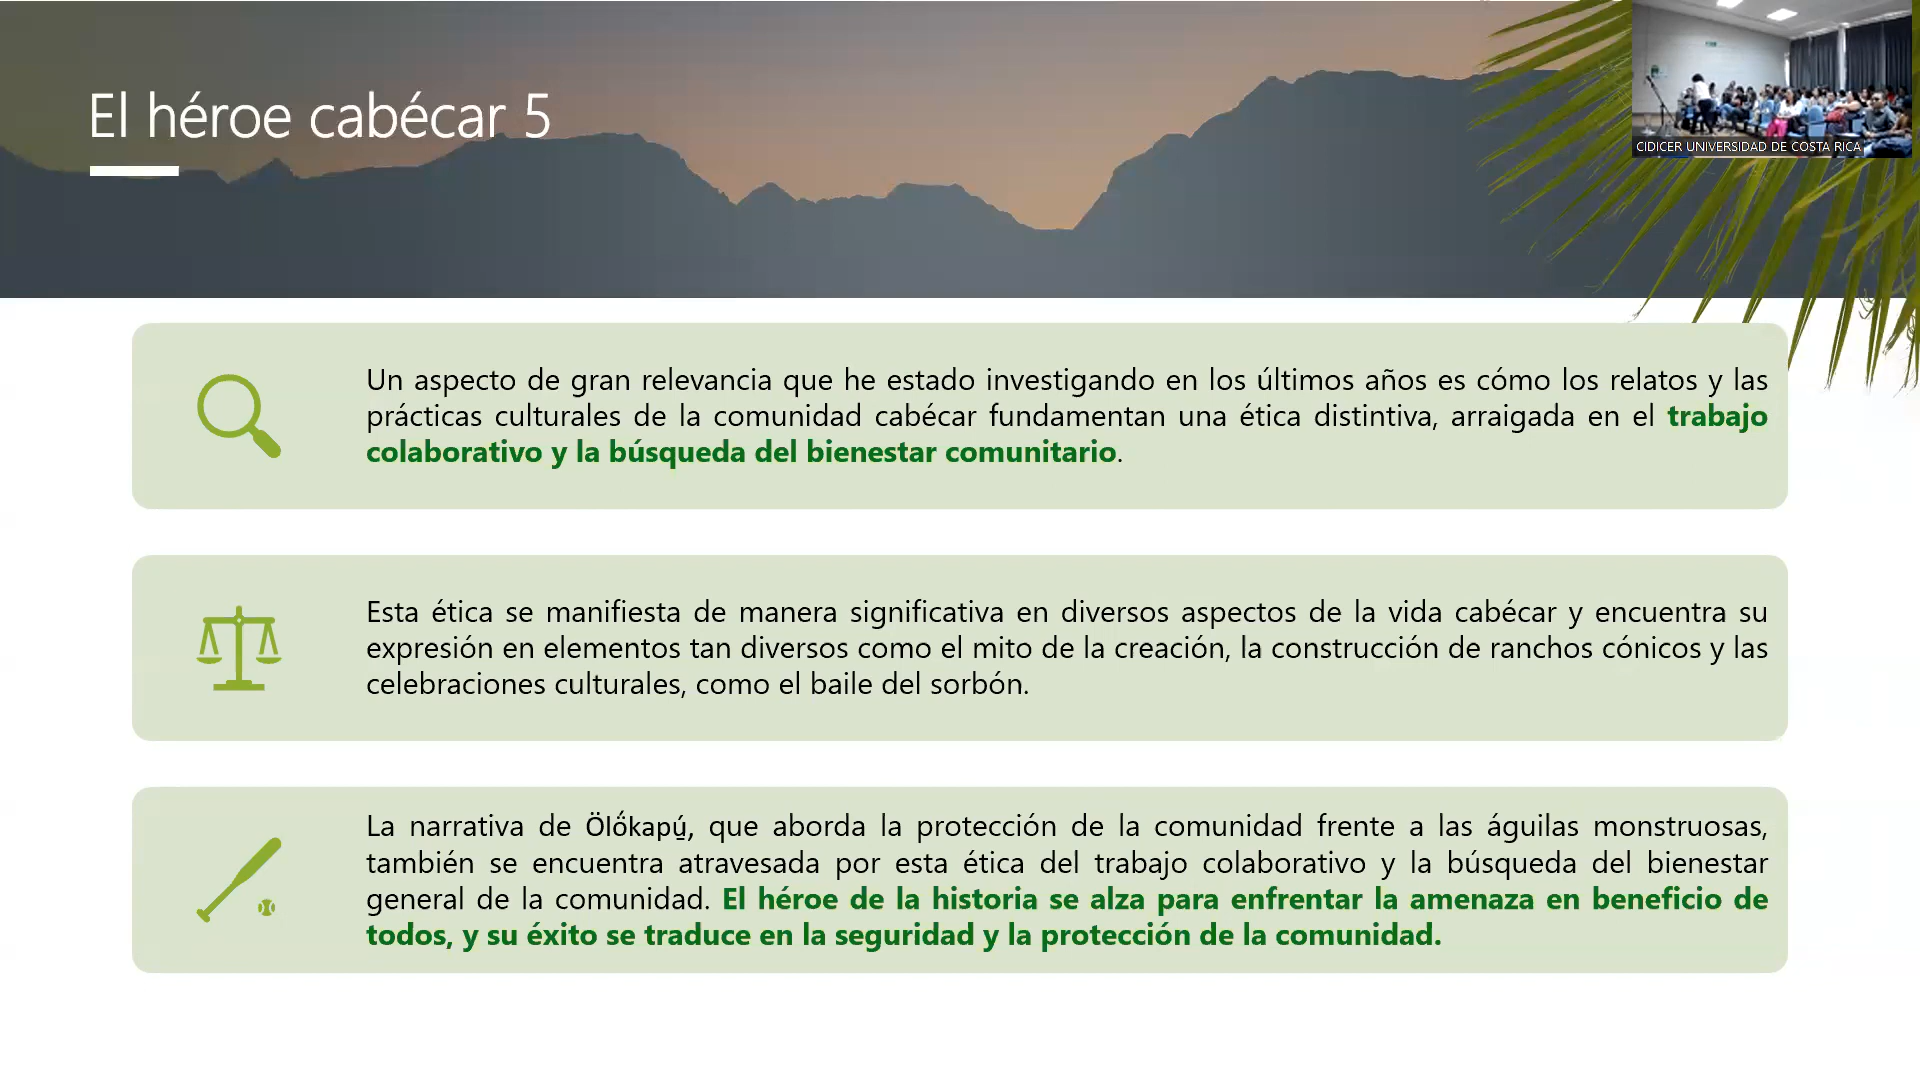 El héroe cabécar 5
CIDICER UNIVERSIDAD DE COSTA RICA
Un aspecto de gran relevancia que he estado investigando en los últimos años es cómo los relatos y las
prácticas culturales de la comunidad cabécar fundamentan una ética distintiva, arraigada en el trabajo
colaborativo y la búsqueda del bienestar comunitario.
Esta ética se manifiesta de manera significativa en diversos aspectos de la vida cabécar y encuentra su
expresión en elementos tan diversos como el mito de la creación, la construcción de ranchos cónicos y las
celebraciones culturales, como el baile del sorbón.
La narrativa de Ölö́kapú̱, que aborda la protección de la comunidad frente a las águilas monstruosas,
también se encuentra atravesada por esta ética del trabajo colaborativo y la búsqueda del bienestar
general de la comunidad. El héroe de la historia se alza para enfrentar la amenaza en beneficio de
todos, y su éxito se traduce en la seguridad y la protección de la comunidad.